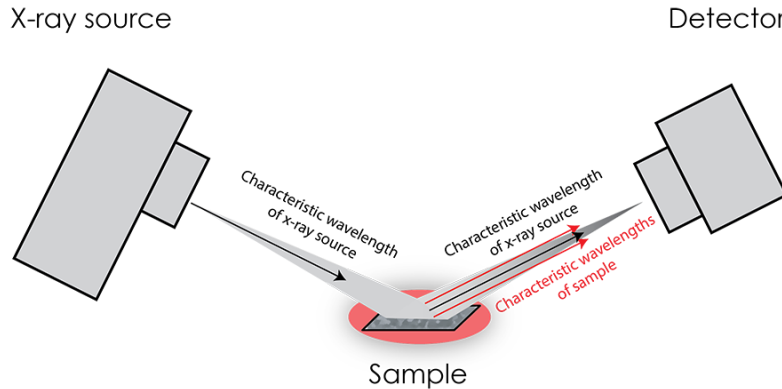 X-ray source
Detector
Characteristic wavelength
of x-ray source
Characteristic wavelength
of x-ray source
Characteristic wavelengths
of sample
Sample